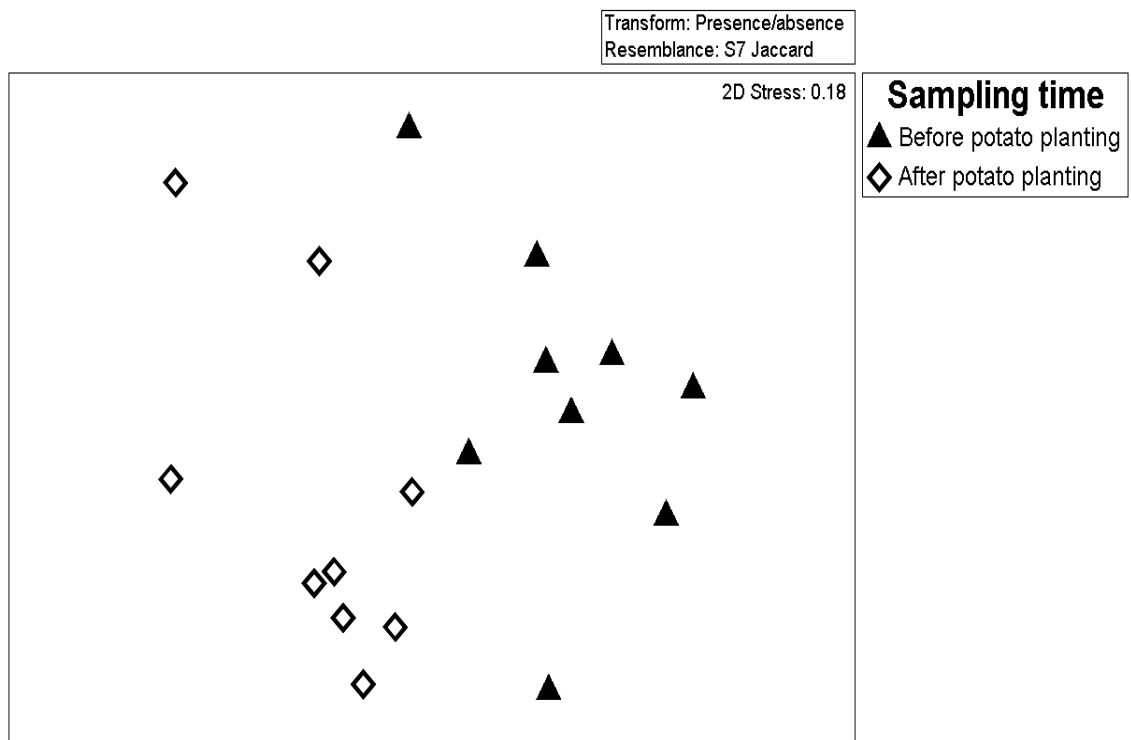 Transform: Presence/absence
Resemblance: S7 Jaccard
2D Stress: 0.18
Sampling time
Before potato planting
After potato planting